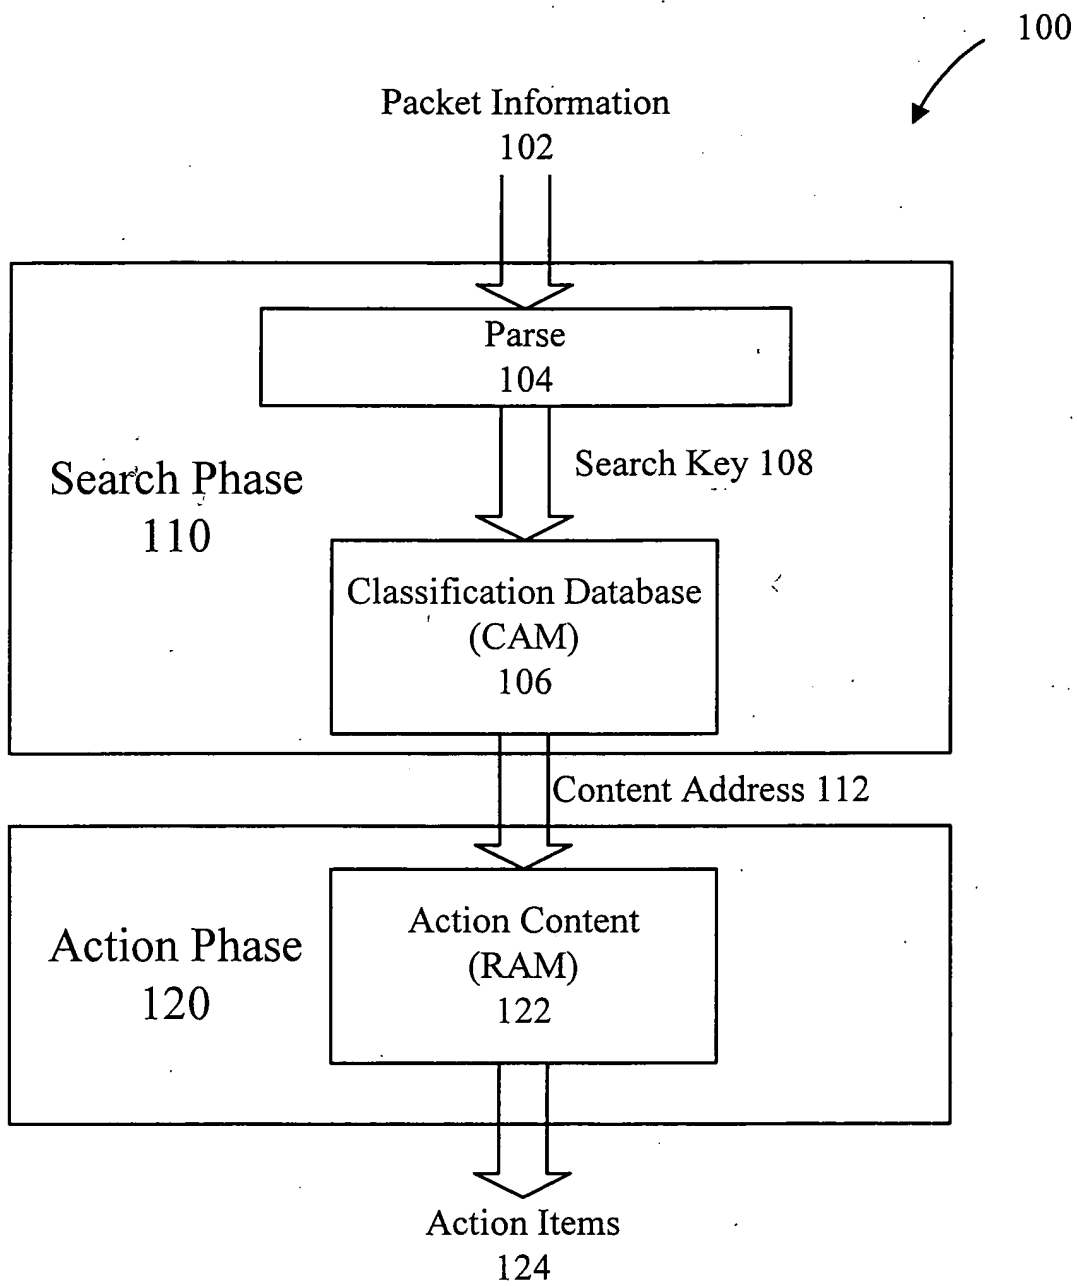 100
Packet Information
102
Parse
104
Search Key 108
Search Phase
110
Classification Database
(CAM)
106
Content Address 112
Action Phase
120
Action Content
(RAM)
122
Action Items
124